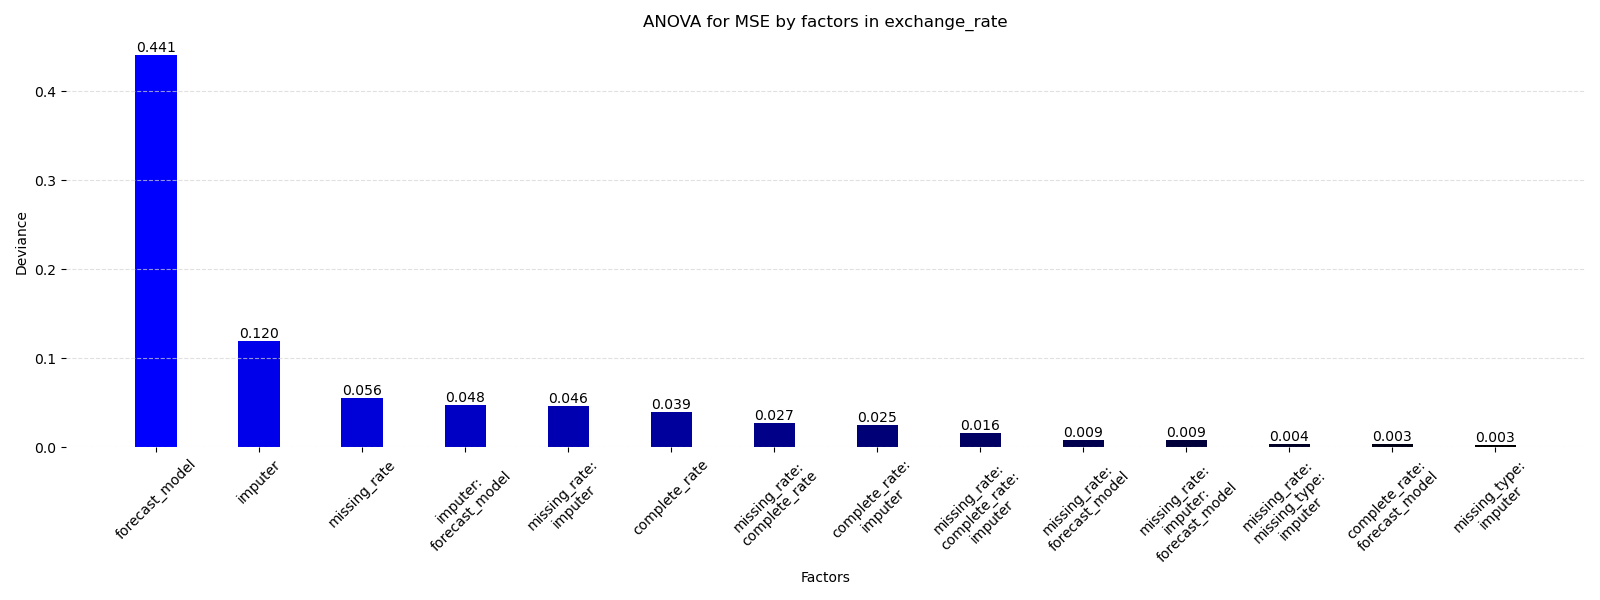 ANOVA for MSE by factors in exchange_rate
Deviance
0.4
0.3
0.2
0.1
0.0
0.441
0.120
0.056
0.048
0.046
0.039
0.027
0.025
0.016
0.009
0.009
0.004
0.003
0.003
forecast_model
imputer
missing_rate
imputer:
forecast_model
missing_rate:
imputer
complete_rate
missing_rate:
complete_rate
complete_rate:
imputer
missing_rate:
complete_rate:
imputer
missing_rate:
forecast_model
missing_rate:
imputer:
forecast_model
missing_rate:
missing_type:
imputer
complete_rate:
forecast_model
missing_type:
imputer
Factors